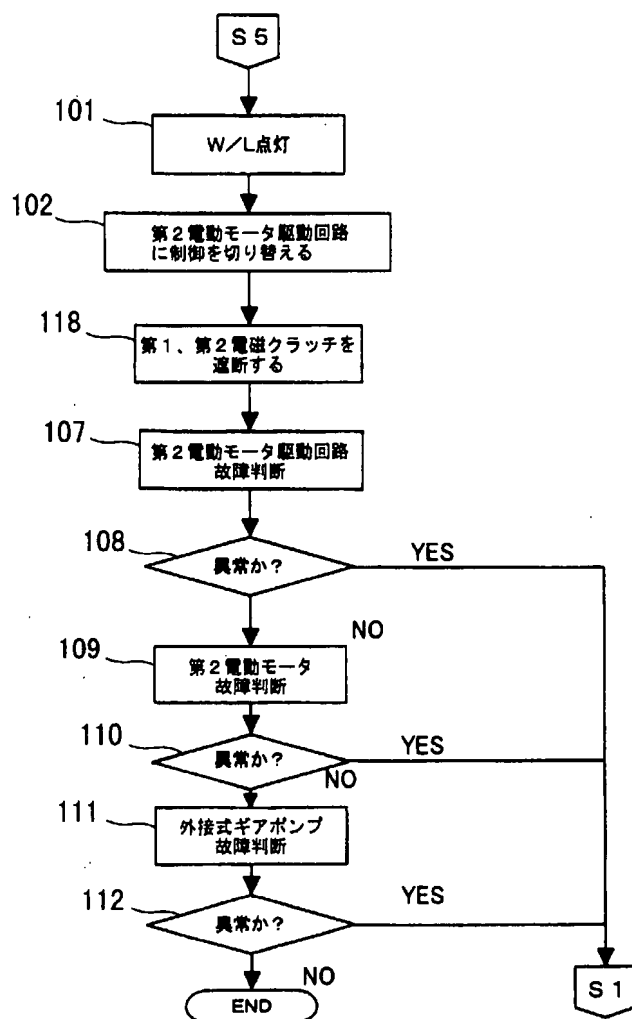 S5
101
W/L点灯
102
第2電動モータ駆動回路
に制御を切り替える
118
第1、第2電磁クラッチを
遮断する
107
第2電動モータ駆動回路
故障判断
108
異常か?
YES
NO
109
第2電動モータ
故障判断
110
異常か?
YES
NO
111
外接式ギアポンプ
故障判断
112
異常か?
YES
NO
END
S1